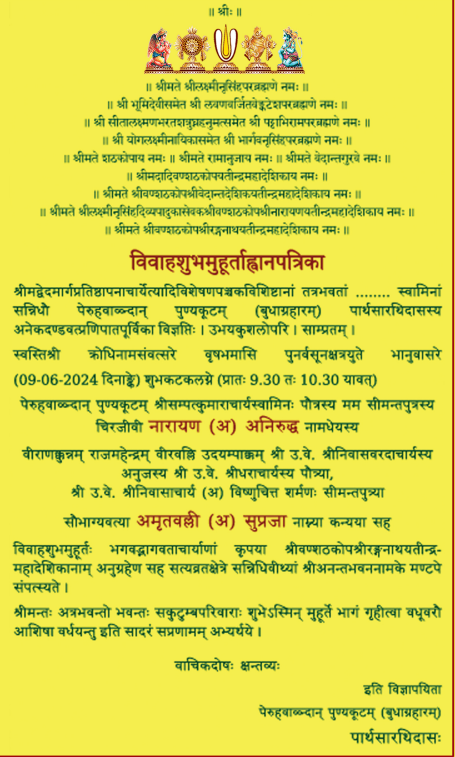 ॥ श्रीः ॥
॥ श्रीमते श्रीलक्ष्मीनृसिंहपरब्रह्मणे नमः ॥
॥ श्री भूमिदेवीसमेत श्री लवणवर्जितवेङ्कटेशपरब्रह्मणे नमः ॥
॥ श्री सीतालक्ष्मणभरतशत्रुघ्नहनुमत्समेत श्री पट्टाभिरामपरब्रह्मणे नमः ॥
॥ श्री योगलक्ष्मीनायिकासमेत श्री भार्गवनृसिंहपरब्रह्मणे नमः ॥
॥ श्रीमते शठकोपाय नमः ॥ श्रीमते रामानुजाय नमः ॥ श्रीमते वेदान्तगुरवे नमः ॥
॥ श्रीमदादिवण्शठकोपयतीन्द्रमहादेशिकाय नमः ॥
॥ श्रीमते श्रीवण्शठकोपश्रीवेदान्तदेशिकयतीन्द्रमहादेशिकाय नमः ॥
॥ श्रीमते श्रीलक्ष्मीनृसिंहदिव्यपादुकासेवकश्रीवण्शठकोपश्रीनारायणयतीन्द्रमहादेशिकाय नमः ॥
॥ श्रीमते श्रीवण्शठकोपश्रीरङ्गनाथयतीन्द्रमहादेशिकाय नमः ॥
विवाहशुभमुहूर्ताह्वानपत्रिका
श्रीमद्वेदमार्गप्रतिष्ठापनाचार्येत्यादिविशेषणपञ्चकविशिष्टानां तत्रभवतां ........ स्वामिनां
सन्निधौ पेरुहवाळ्न्दान् पुण्यकूटम् (बुधाग्रहारम्) पार्थसारथिदासस्य
अनेकदण्डवत्प्रणिपातपूर्विका विज्ञप्तिः । उभयकुशलोपरि । साम्प्रतम् ।
स्वस्तिश्री क्रोधिनामसंवत्सरे वृषभमासि पुनर्वसूनक्षत्रयुते भानुवासरे
(09-06-2024 दिनाङ्के) शुभकटकलग्ने (प्रातः 9.30 तः 10.30 यावत्)
पेरुहवाळ्न्दान् पुण्यकूटम् श्रीसम्पत्कुमाराचार्यस्वामिनः पौत्रस्य मम सीमन्तपुत्रस्य
चिरजीवी नारायण (अ) अनिरुद्ध नामधेयस्य
वीराणक्कुन्नम् राजमहेन्द्रम् वीरवल्लि उदयम्पाक्कम् श्री उ.वे. श्रीनिवासवरदाचार्यस्य
अनुजस्य श्री उ.वे. श्रीधराचार्यस्य पौत्र्या,
श्री उ.वे. श्रीनिवासाचार्य (अ) विष्णुचित्त शर्मणः सीमन्तपुत्र्या
सौभाग्यवत्या अमृतवल्ली (अ) सुप्रजा नाम्न्या कन्यया सह
विवाहशुभमुहूर्तः भगवद्भागवताचार्याणां कृपया श्रीवण्शठकोपश्रीरङ्गनाथयतीन्द्र-
महादेशिकानाम् अनुग्रहेण सह सत्यव्रतक्षेत्रे सन्निधिवीथ्यां श्रीअनन्तभवननामके मण्टपे
संपत्स्यते ।
श्रीमन्तः अत्रभवन्तो भवन्तः सकुटुम्बपरिवाराः शुभेऽस्मिन् मुहूर्ते भागं गृहीत्वा वधूवरौ
आशिषा वर्धयन्तु इति सादरं सप्रणामम् अभ्यर्थये ।
वाचिकदोषः क्षन्तव्यः
इति विज्ञापयिता
पेरुहवाळ्न्दान् पुण्यकूटम् (बुधाग्रहारम्)
पार्थसारथिदासः